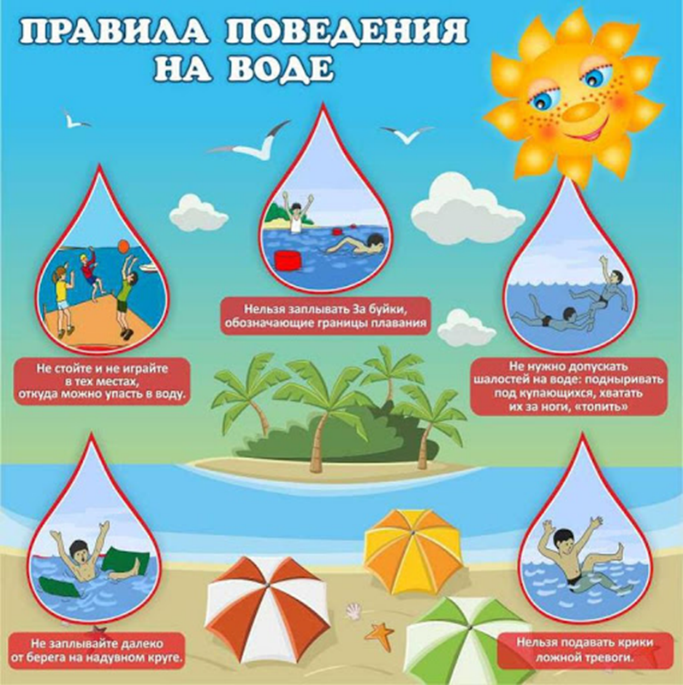 ПРАВИЛА ПОВЕДЕНИЯ
НА ВОДЕ
Нельзя заплывать За буйки,
обозначающие границы плавания
Не стойте и не играйте
в тех местах,
откуда можно упасть в воду.
Не нужно допускать
шалостей на воде: подныривать
под купающихся, хватать
их за ноги, «топить»
Не заплывайте далеко
от берега на надувном круге.
Нельзя подавать крики
ложной тревоги.